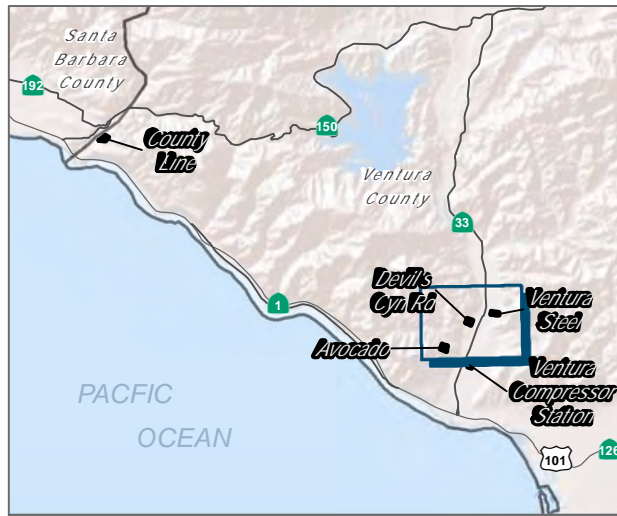 Santa
Barbara
County
192
County
Line
150
Ventura
County
33
Devil's
Cyn Rd
Ventura
Steel
1
Avocado
Ventura
Compressor
Station
PACFIC
OCEAN
101
126